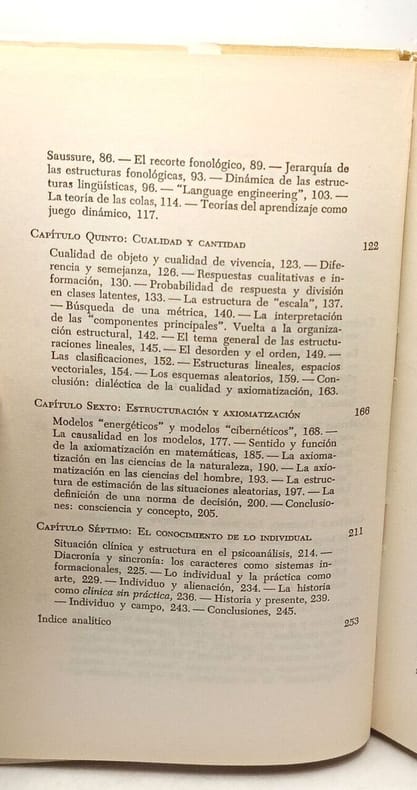 Saussure, 86. — El recorte fonológico, 89. — Jerarquía de
las estructuras fonológicas, 93. — Dinámica de las estruc-
turas lingüísticas, 96. — "Language engineering", 103. —
La teoría de las colas, 114. — Teorías del aprendizaje como
juego dinámico, 117.
CAPÍTULO QUINTO: CUALIDAD Y CANTIDAD 122
Cualidad de objeto y cualidad de vivencia, 123. — Dife-
rencia y semejanza, 126. — Respuestas cualitativas e in-
formación, 130. — Probabilidad de respuesta y división
en clases latentes, 133. — La estructura de "escala", 137.
— Búsqueda de una métrica, 140. — La interpretación
de las "componentes principales". Vuelta a la organiza-
ción estructural, 142. — El tema general de las estructu-
raciones lineales, 145. — El desorden y el orden, 149. —
Las clasificaciones, 152. — Estructuras lineales, espacios
vectoriales, 154. — Los esquemas aleatorios, 159. — Con-
clusión: dialéctica de la cualidad y axiomatización, 163.
CAPÍTULO SEXTO: ESTRUCTURACIÓN Y AXIOMATIZACIÓN 166
Modelos "energéticos" y modelos "cibernéticos", 168. —
La causalidad en los modelos, 177. — Sentido y función
de la axiomatización en matemáticas, 185. — La axioma-
tización en las ciencias de la naturaleza, 190. — La axio-
matización en las ciencias del hombre, 193. — La estruc-
tura de estimación de las situaciones aleatorias, 197. — La
definición de una norma de decisión, 200. — Conclusio-
nes: consciencia y concepto, 205.
CAPÍTULO SÉPTIMO: EL CONOCIMIENTO DE LO INDIVIDUAL 211
Situación clínica y estructura en el psicoanálisis, 214. —
Diacronía y sincronía: los caracteres como sistemas in-
formacionales, 225. — Lo individual y la práctica como
arte, 229. — Individuo y alienación, 234. — La historia
como clínica sin práctica, 236. — Historia y presente, 239.
— Individuo y campo, 243. — Conclusiones, 245.
Indice analítico 253